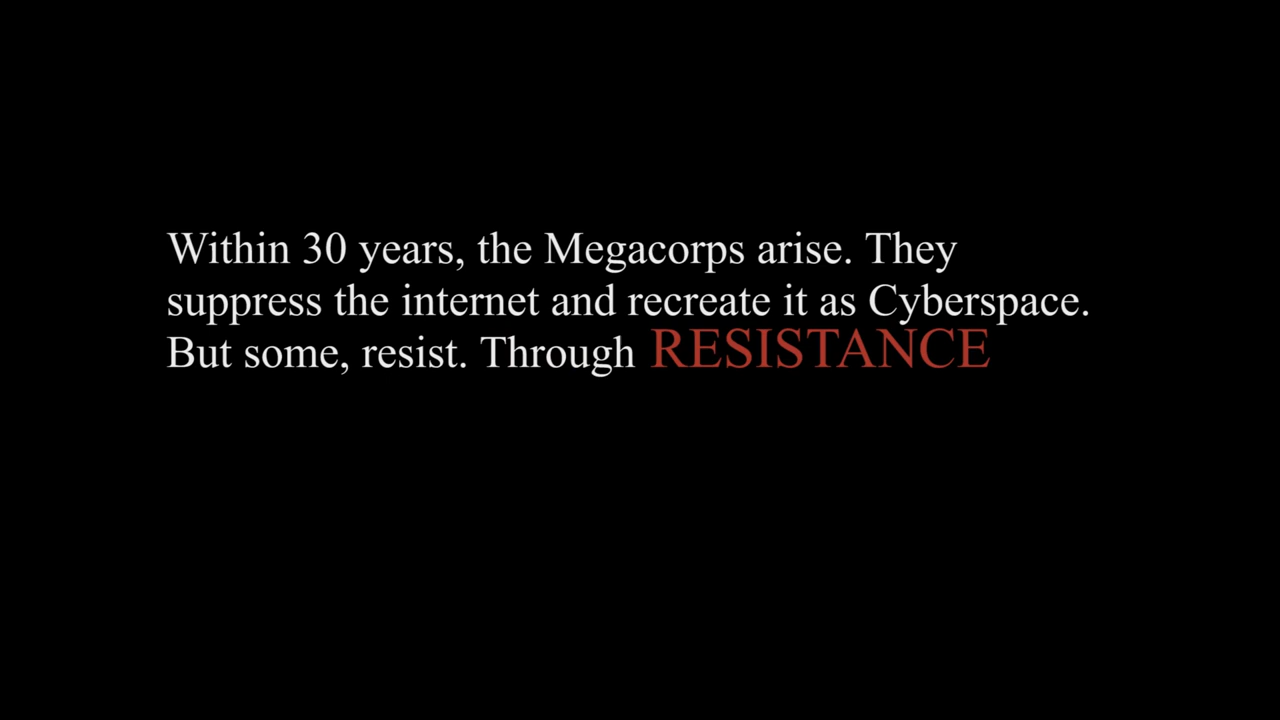 Within 30 years, the Megacorps arise. They
suppress the internet and recreate it as Cyberspace.
But some, resist. Through RESISTANCE